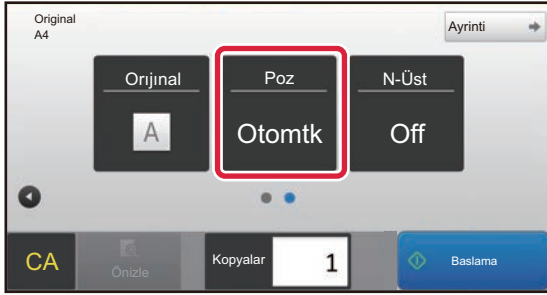 Original
A4
Ayrinti
Orıjınal
Poz
N-Üst
A
Otomtk
Off
CA
Önizle
Kopyalar
1
Baslama